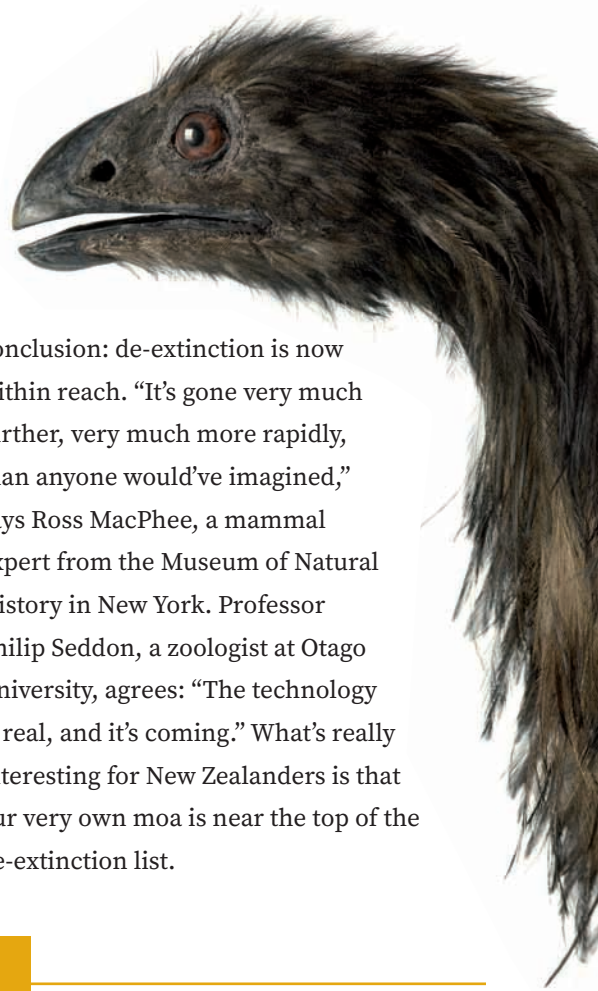 onclusion: de-extinction is now
ithin reach. “It’s gone very much
rther, very much more rapidly,
an anyone would’ve imagined,”
ys Ross MacPhee, a mammal
xpert from the Museum of Natural
istory in New York. Professor
hilip Seddon, a zoologist at Otago
niversity, agrees: “The technology
real, and it’s coming.” What’s really
nteresting for New Zealanders is that
ur very own moa is near the top of the
e-extinction list.